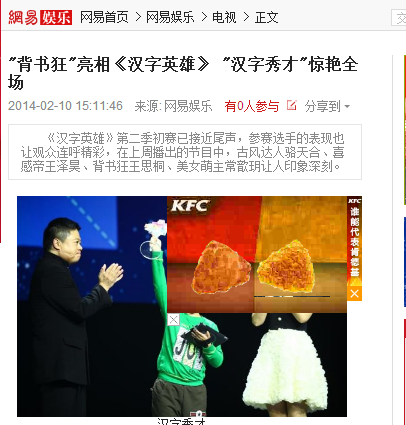 網易 娱乐 网易首页 > 网易娱乐 > 电视 > 正文
"背书狂"亮相《汉字英雄》 "汉字秀才"惊艳全
场
2014-02-10 15:11:46 来源: 网易娱乐 有0人参与 分享到
《汉字英雄》第二季初赛已接近尾声，参赛选手的表现也
让观众连呼精彩，在上周播出的节目中，古风达人骆天合、喜
感帝王泽昊、背书狂王思桐、美女萌主常歆玥让人印象深刻。
KFC
KFC
谁能代表肯德基
汉字秀才